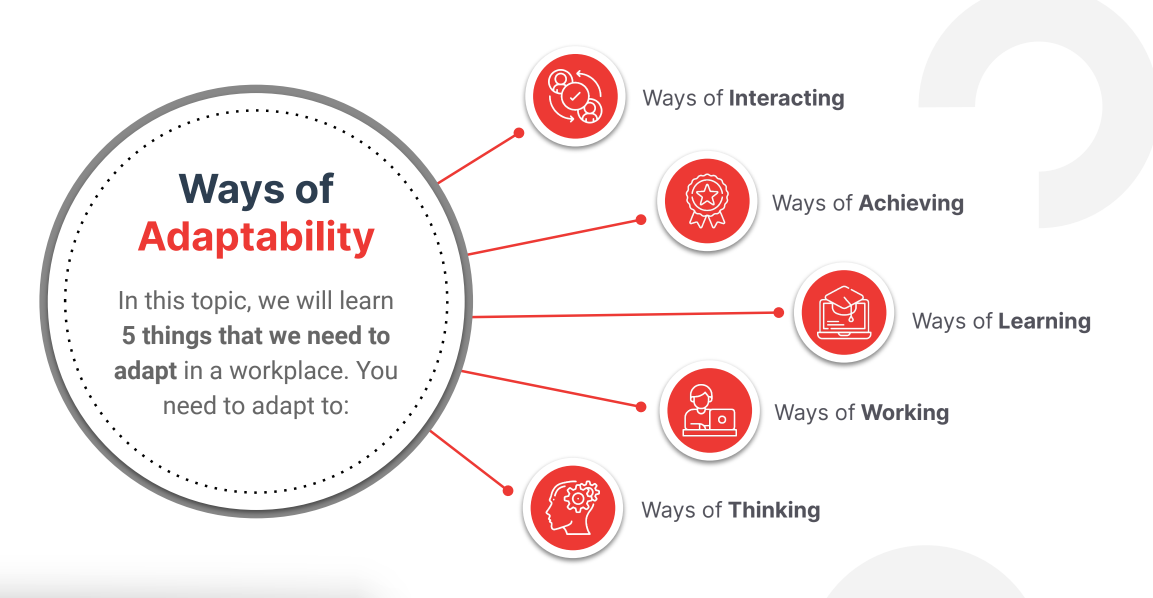 Ways of
Adaptability
In this topic, we will learn
5 things that we need to
adapt in a workplace. You
need to adapt to:
Ways of Interacting
Ways of Achieving
Ways of Learning
Ways of Working
Ways of Thinking